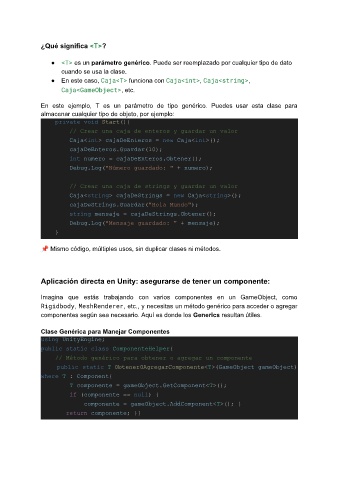 ¿Qué significa <T>?
● <T> es un parámetro genérico. Puede ser reemplazado por cualquier tipo de dato
cuando se usa la clase.
● En este caso, Caja<T> funciona con Caja<int>, Caja<string>,
Caja<GameObject>, etc.
En este ejemplo, T es un parámetro de tipo genérico. Puedes usar esta clase para
almacenar cualquier tipo de objeto, por ejemplo:
private void Start(){
// Crear una caja de enteros y guardar un valor
Caja<int> cajaDeEnteros = new Caja<int>();
cajaDeEnteros.Guardar(10);
int numero = cajaDeEnteros.Obtener();
Debug.Log("Número guardado: " + numero);
// Crear una caja de strings y guardar un valor
Caja<string> cajaDeStrings = new Caja<string>();
cajaDeStrings.Guardar("Hola Mundo");
string mensaje = cajaDeStrings.Obtener();
Debug.Log("Mensaje guardado: " + mensaje);
}
📌 Mismo código, múltiples usos, sin duplicar clases ni métodos.
Aplicación directa en Unity: asegurarse de tener un componente:
Imagina que estás trabajando con varios componentes en un GameObject, como
Rigidbody, MeshRenderer, etc., y necesitas un método genérico para acceder o agregar
componentes según sea necesario. Aquí es donde los Generics resultan útiles.
Clase Genérica para Manejar Componentes
using UnityEngine;
public static class ComponenteHelper{
// Método genérico para obtener o agregar un componente
public static T ObtenerOAgregarComponente<T>(GameObject gameObject)
where T : Component{
T componente = gameObject.GetComponent<T>();
if (componente == null) {
componente = gameObject.AddComponent<T>(); }
return componente; }}